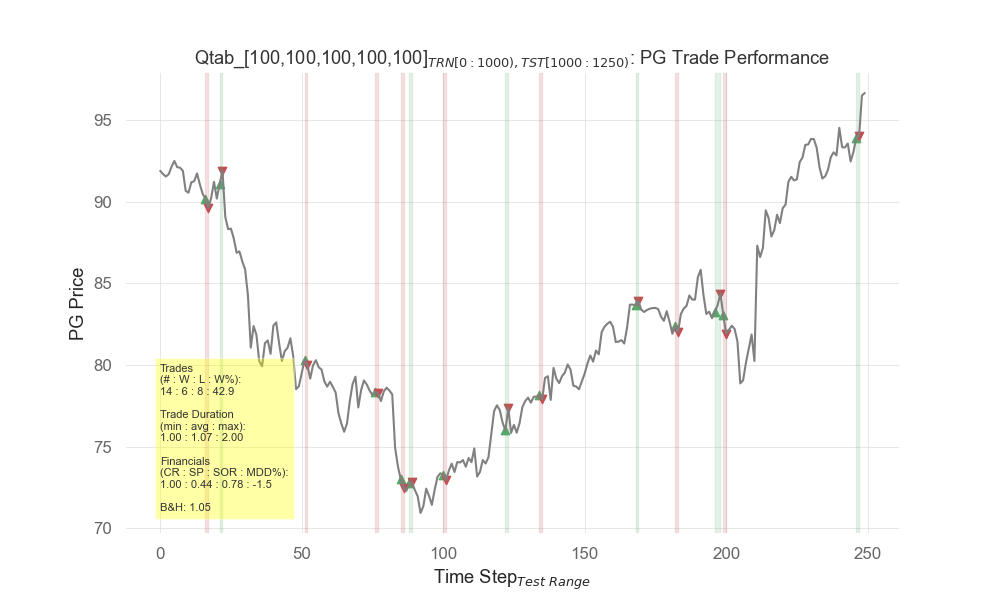 Qtab_[100,100,100,100,100]TRN[0 : 1000), TST[1000 : 1250): PG Trade Performance
PG Price
95
90
85
80
75
70
Trades
(# : W : L : W%):
14 : 6 : 8 : 42.9
Trade Duration
(min : avg : max):
1.00 : 1.07 : 2.00
Financials
(CR : SP : SOR : MDD%):
1.00 : 0.44 : 0.78 : -1.5
B&H: 1.05
0 50 100 150 200 250
Time StepTest Range